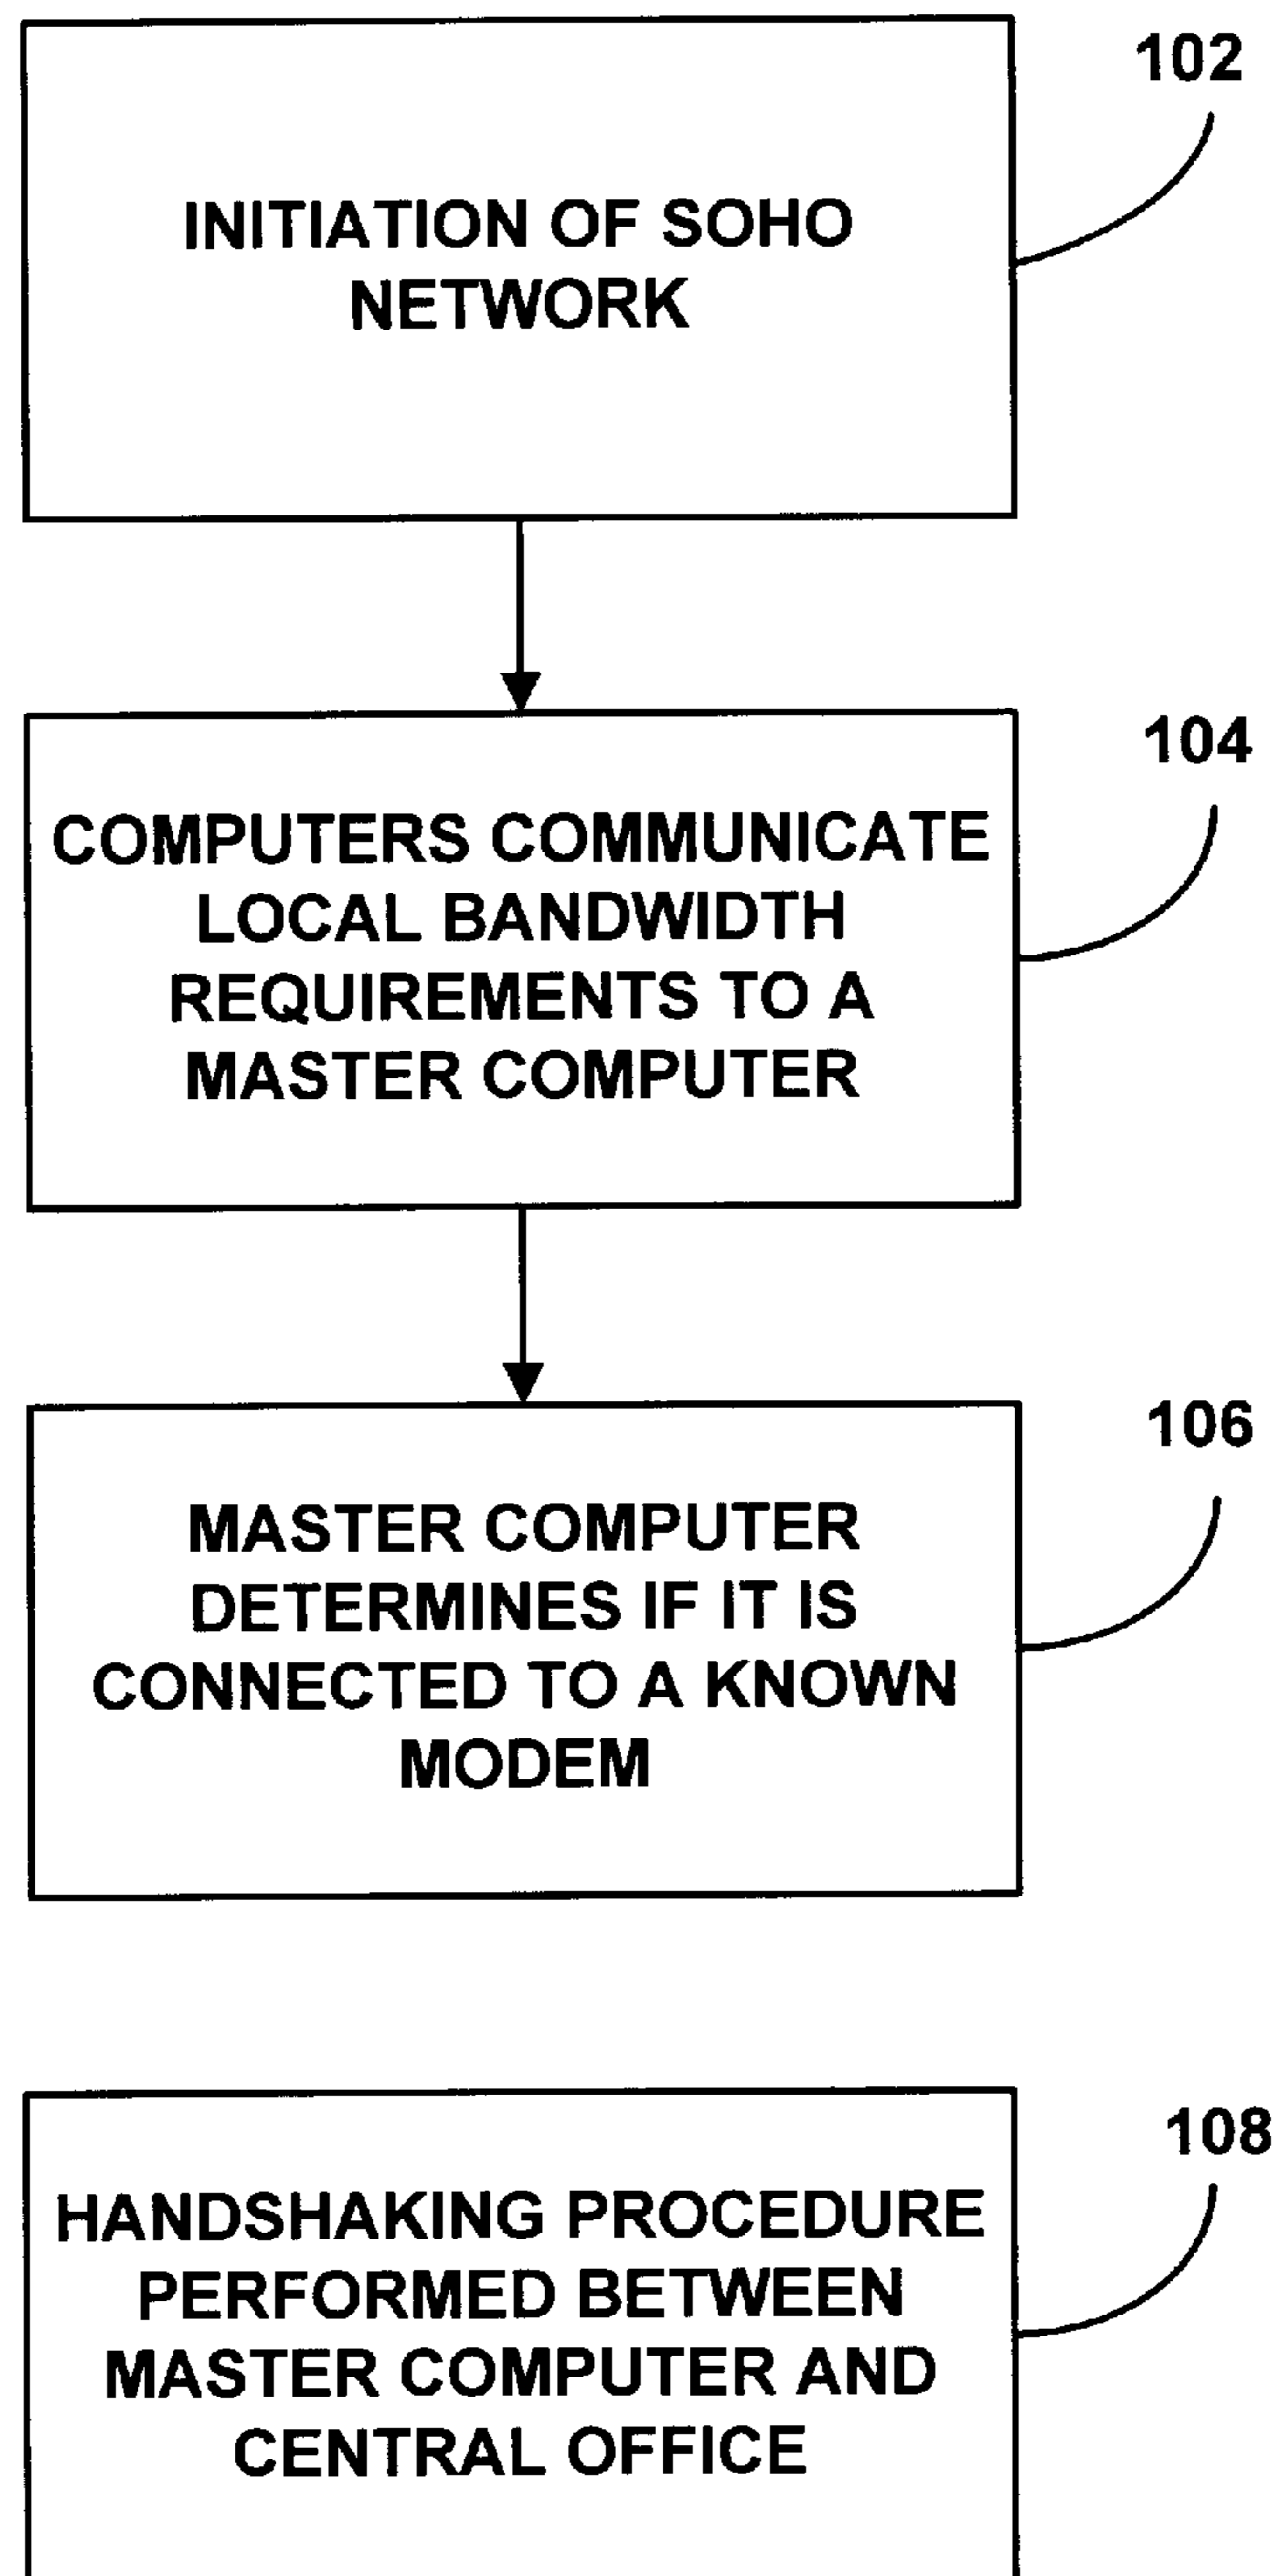 102
INITIATION OF SOHO
NETWORK
104
COMPUTERS COMMUNICATE
LOCAL BANDWIDTH
REQUIREMENTS TO A
MASTER COMPUTER
106
MASTER COMPUTER
DETERMINES IF IT IS
CONNECTED TO A KNOWN
MODEM
108
HANDSHAKING PROCEDURE
PERFORMED BETWEEN
MASTER COMPUTER AND
CENTRAL OFFICE